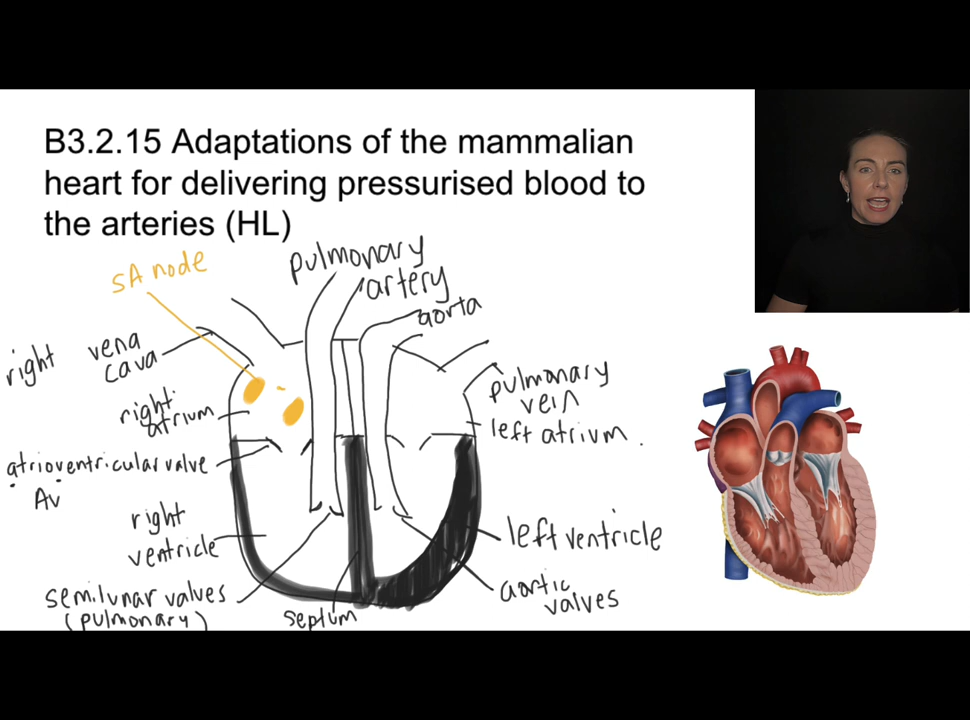 B3.2.15 Adaptations of the mammalian
heart for delivering pressurised blood to
the arteries (HL)
SA node
pulmonary
artery
aorta
right
vena
cava
pulmonary
vein
right
atrium
left atrium
atrioventricular valve
AV
right
ventricle
left ventricle
semilunar valves
(pulmonary)
septum
aortic
valves